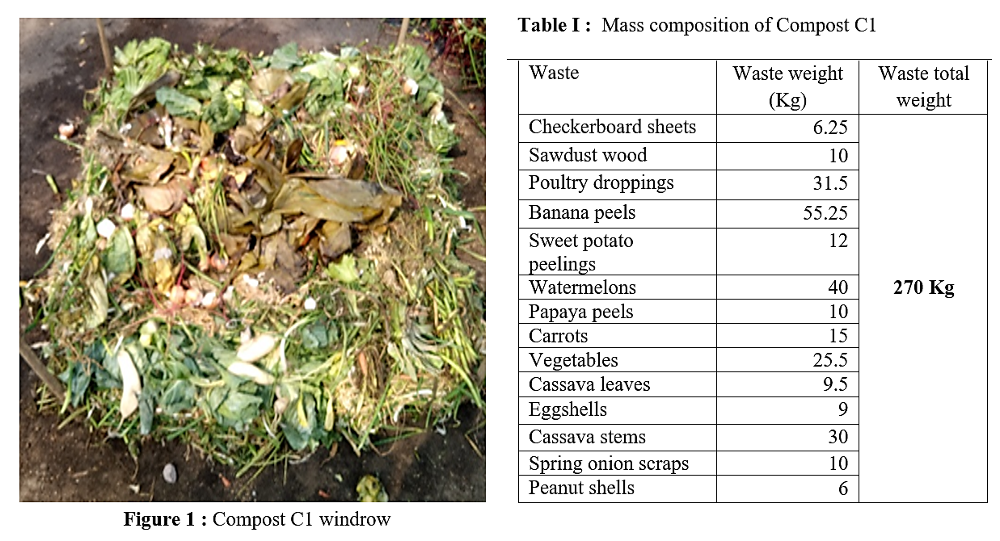 Table I : Mass composition of Compost C1
Waste Waste weight (Kg) Waste total weight
Checkerboard sheets 6.25
Sawdust wood 10
Poultry droppings 31.5
Banana peels 55.25
Sweet potato peelings 12
Watermelons 40
270 Kg
Papaya peels 10
Carrots 15
Vegetables 25.5
Cassava leaves 9.5
Eggshells 9
Cassava stems 30
Spring onion scraps 10
Peanut shells 6
Figure 1 : Compost C1 windrow